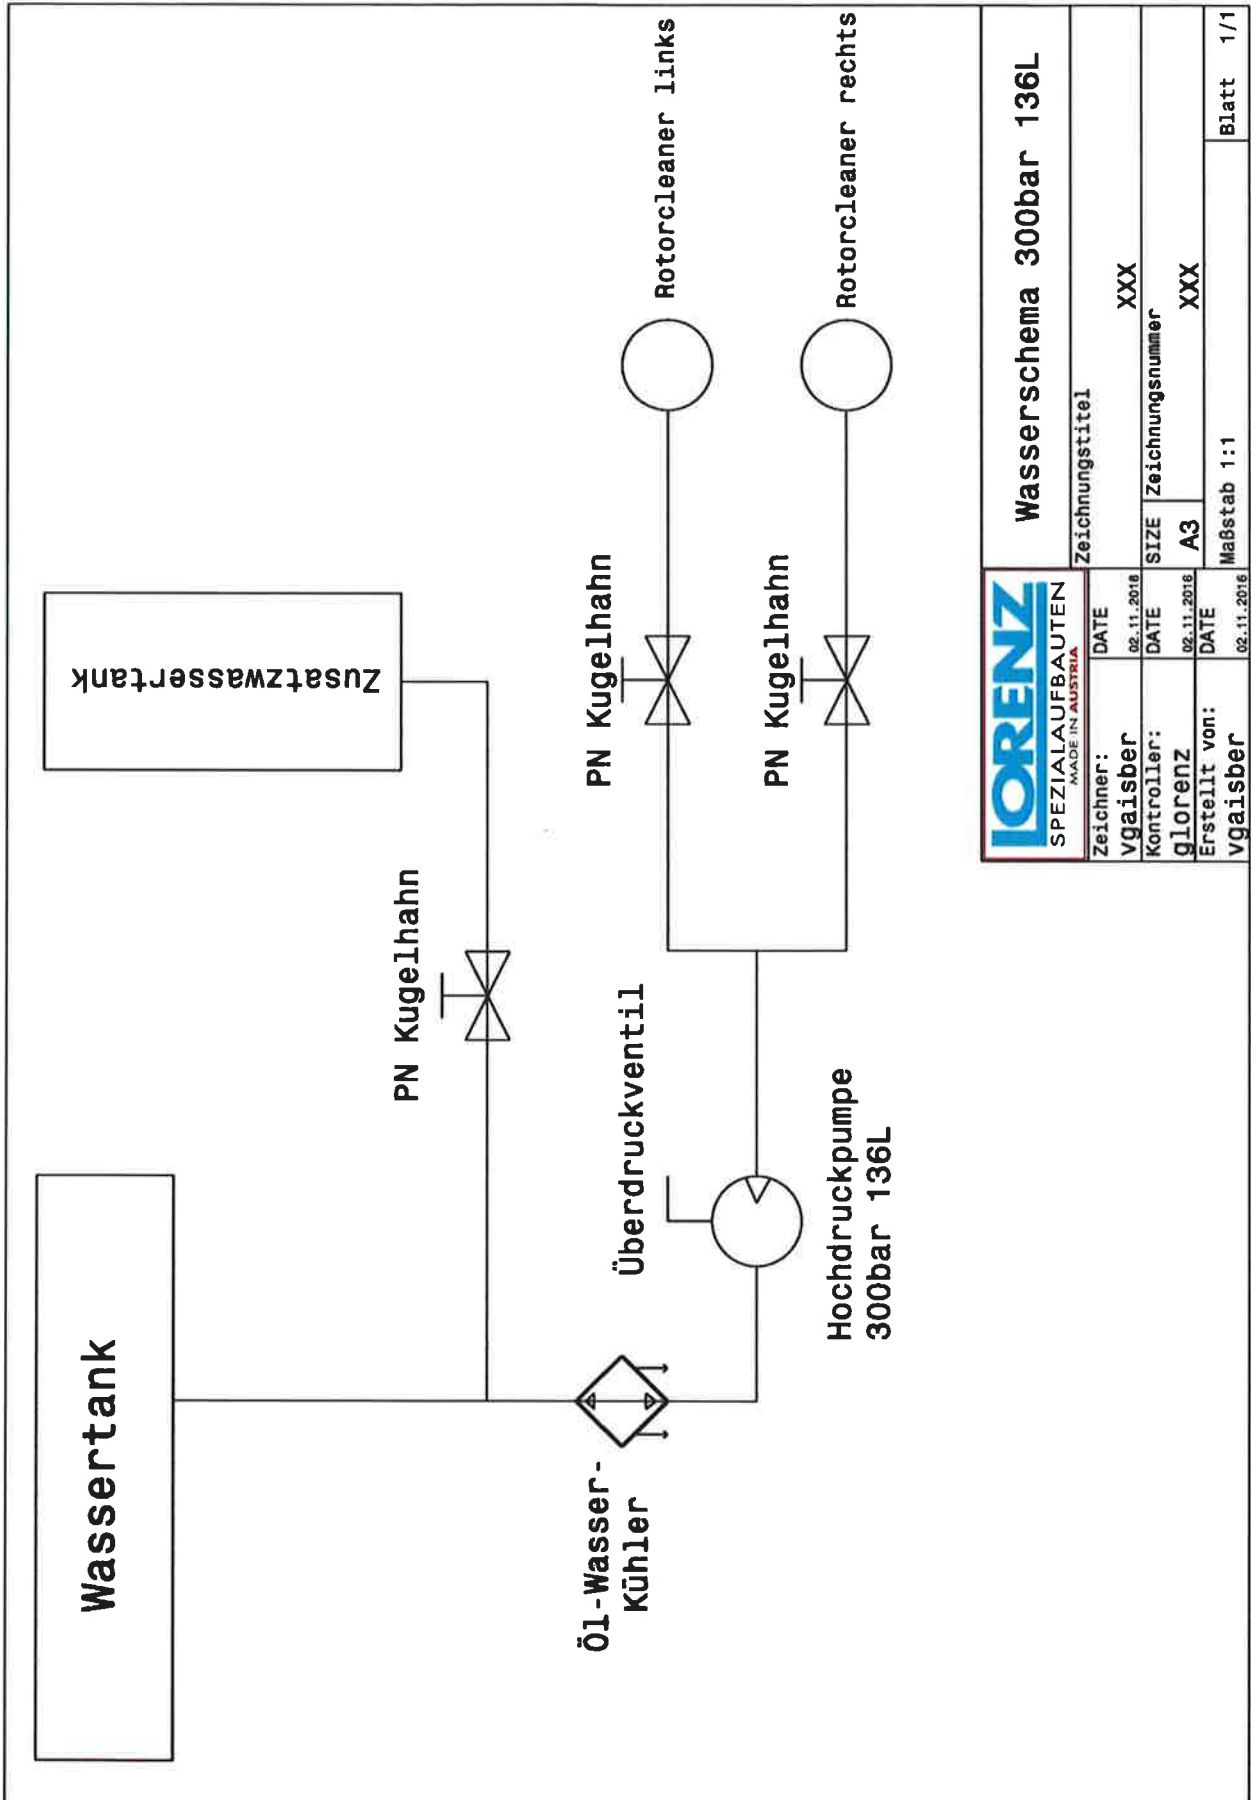 Wassertank
Zusatzwassertank
PN Kugelhahn
Öl-Wasser-
Kühler
Überdruckventil
Hochdruckpumpe
300bar 136L
PN Kugelhahn
PN Kugelhahn
Rotorcleaner links
Rotorcleaner rechts
LORENZ
SPEZIALAUFBAUTEN
MADE IN AUSTRIA
Wasserschema 300bar 136L
Zeichner:
vgaisber
DATE
02.11.2016
Zeichnungstitel
XXX
Kontroller:
glorenz
DATE
02.11.2016
SIZE
A3
Zeichnungsnummer
XXX
Erstellt von:
vgaisber
DATE
02.11.2016
Maßstab 1:1
Blatt 1/1